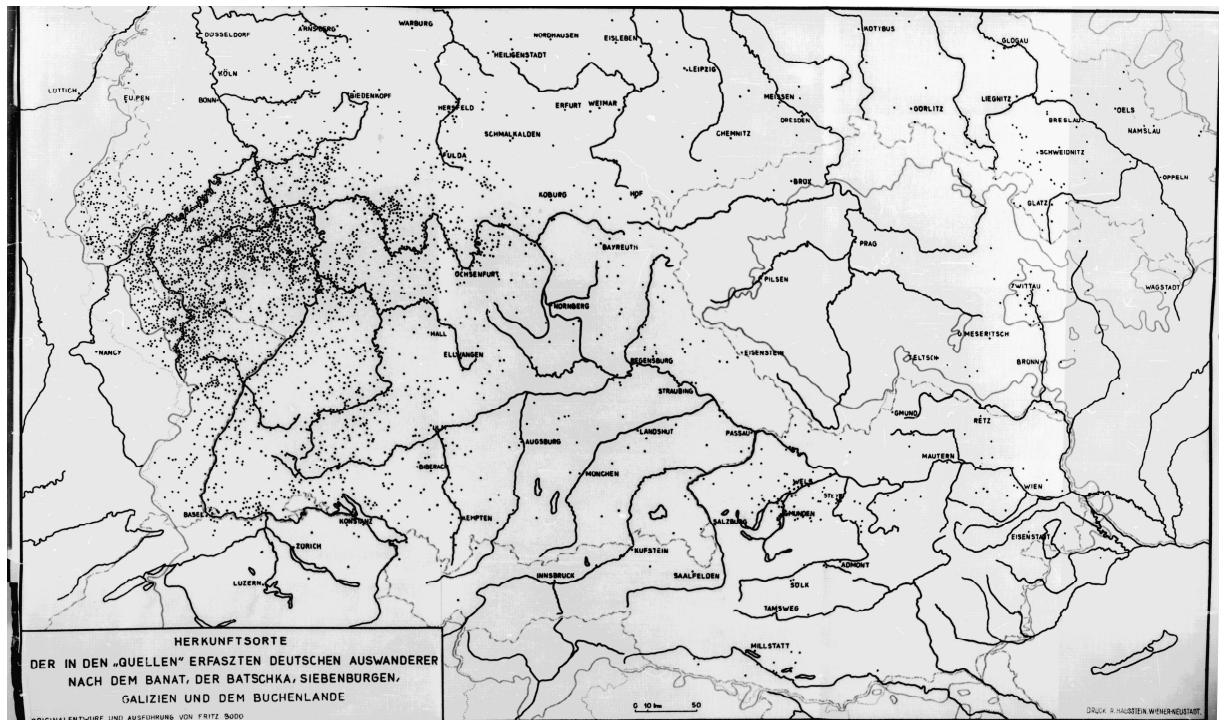 DÜSSELDORF
ARNSBERG
WARBURG
NORDHAUSEN
EISLEBEN
KOTTBUS
GLOGAU
HEILIGENSTADT
LEIPZIG
KÖLN
LÜTTICH
EUPEN
BONN
BIEDENKOPF
HERSFELD
ERFURT
WEIMAR
MEISSEN
DRESDEN
GÖRLITZ
LIEGNITZ
OELS
BRESLAU
NAMSLAU
SCHMALKALDEN
CHEMNITZ
SCHWEIDNITZ
FULDA
BRÜX
OPPELN
KOBURG
HOF
GLATZ
BAYREUTH
PRAG
OCHSENFURT
PILSEN
ZWITTAU
WAGSTADT
NÜRNBERG
HALL
G.MESERITSCH
NANCY
ELLWANGEN
REGENSBURG
EISENSTEIN
TELTSCH
BRÜNN
STRAUBING
GMÜND
RETZ
ULM
AUGSBURG
LANDSHUT
PASSAU
MAUTERN
BIBERACH
MÜNCHEN
WELS
WIEN
BASEL
KONSTANZ
KEMPTEN
SALZBURG
GMUNDEN
EISENSTADT
ZÜRICH
KUFSTEIN
LUZERN
INNSBRUCK
SAALFELDEN
SÖLK
ADMONT
TAMSWEG
MILLSTATT
HERKUNFTSORTE
DER IN DEN „QUELLEN" ERFASZTEN DEUTSCHEN AUSWANDERER
NACH DEM BANAT, DER BATSCHKA, SIEBENBÜRGEN,
GALIZIEN UND DEM BUCHENLANDE
ORIGINALENTWURF UND AUSFÜHRUNG VON FRITZ BODO
0 10 km 50
DRUCK R. HAUSSTEIN, WIENER-NEUSTADT.